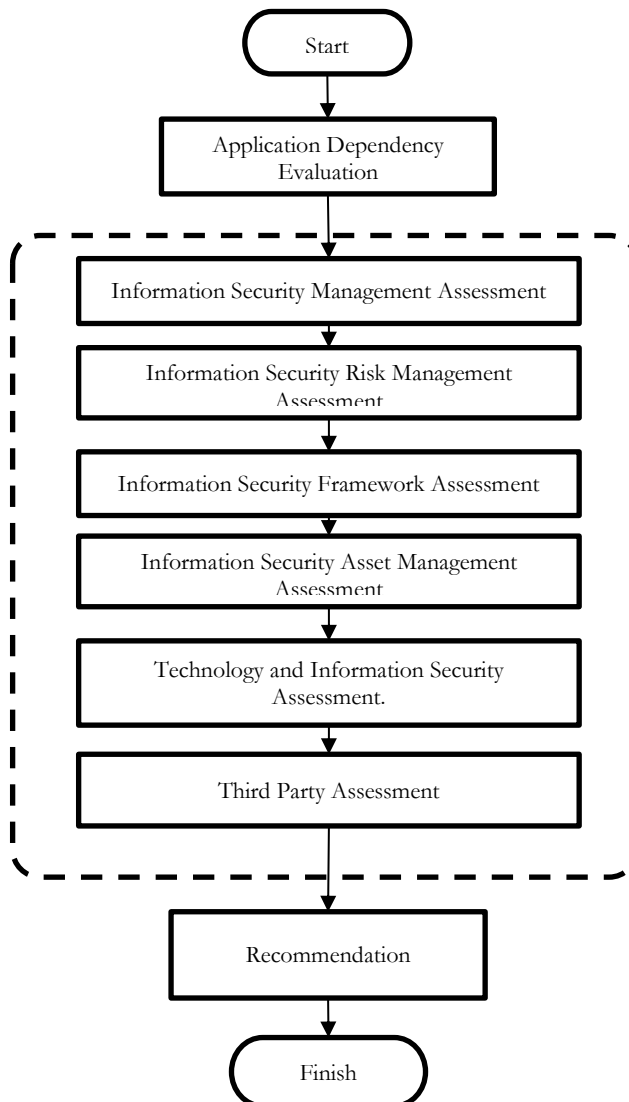 Start
Application Dependency
Evaluation
Information Security Management Assessment
Information Security Risk Management
Assessment
Information Security Framework Assessment
Information Security Asset Management
Assessment
Technology and Information Security
Assessment.
Third Party Assessment
Recommendation
Finish